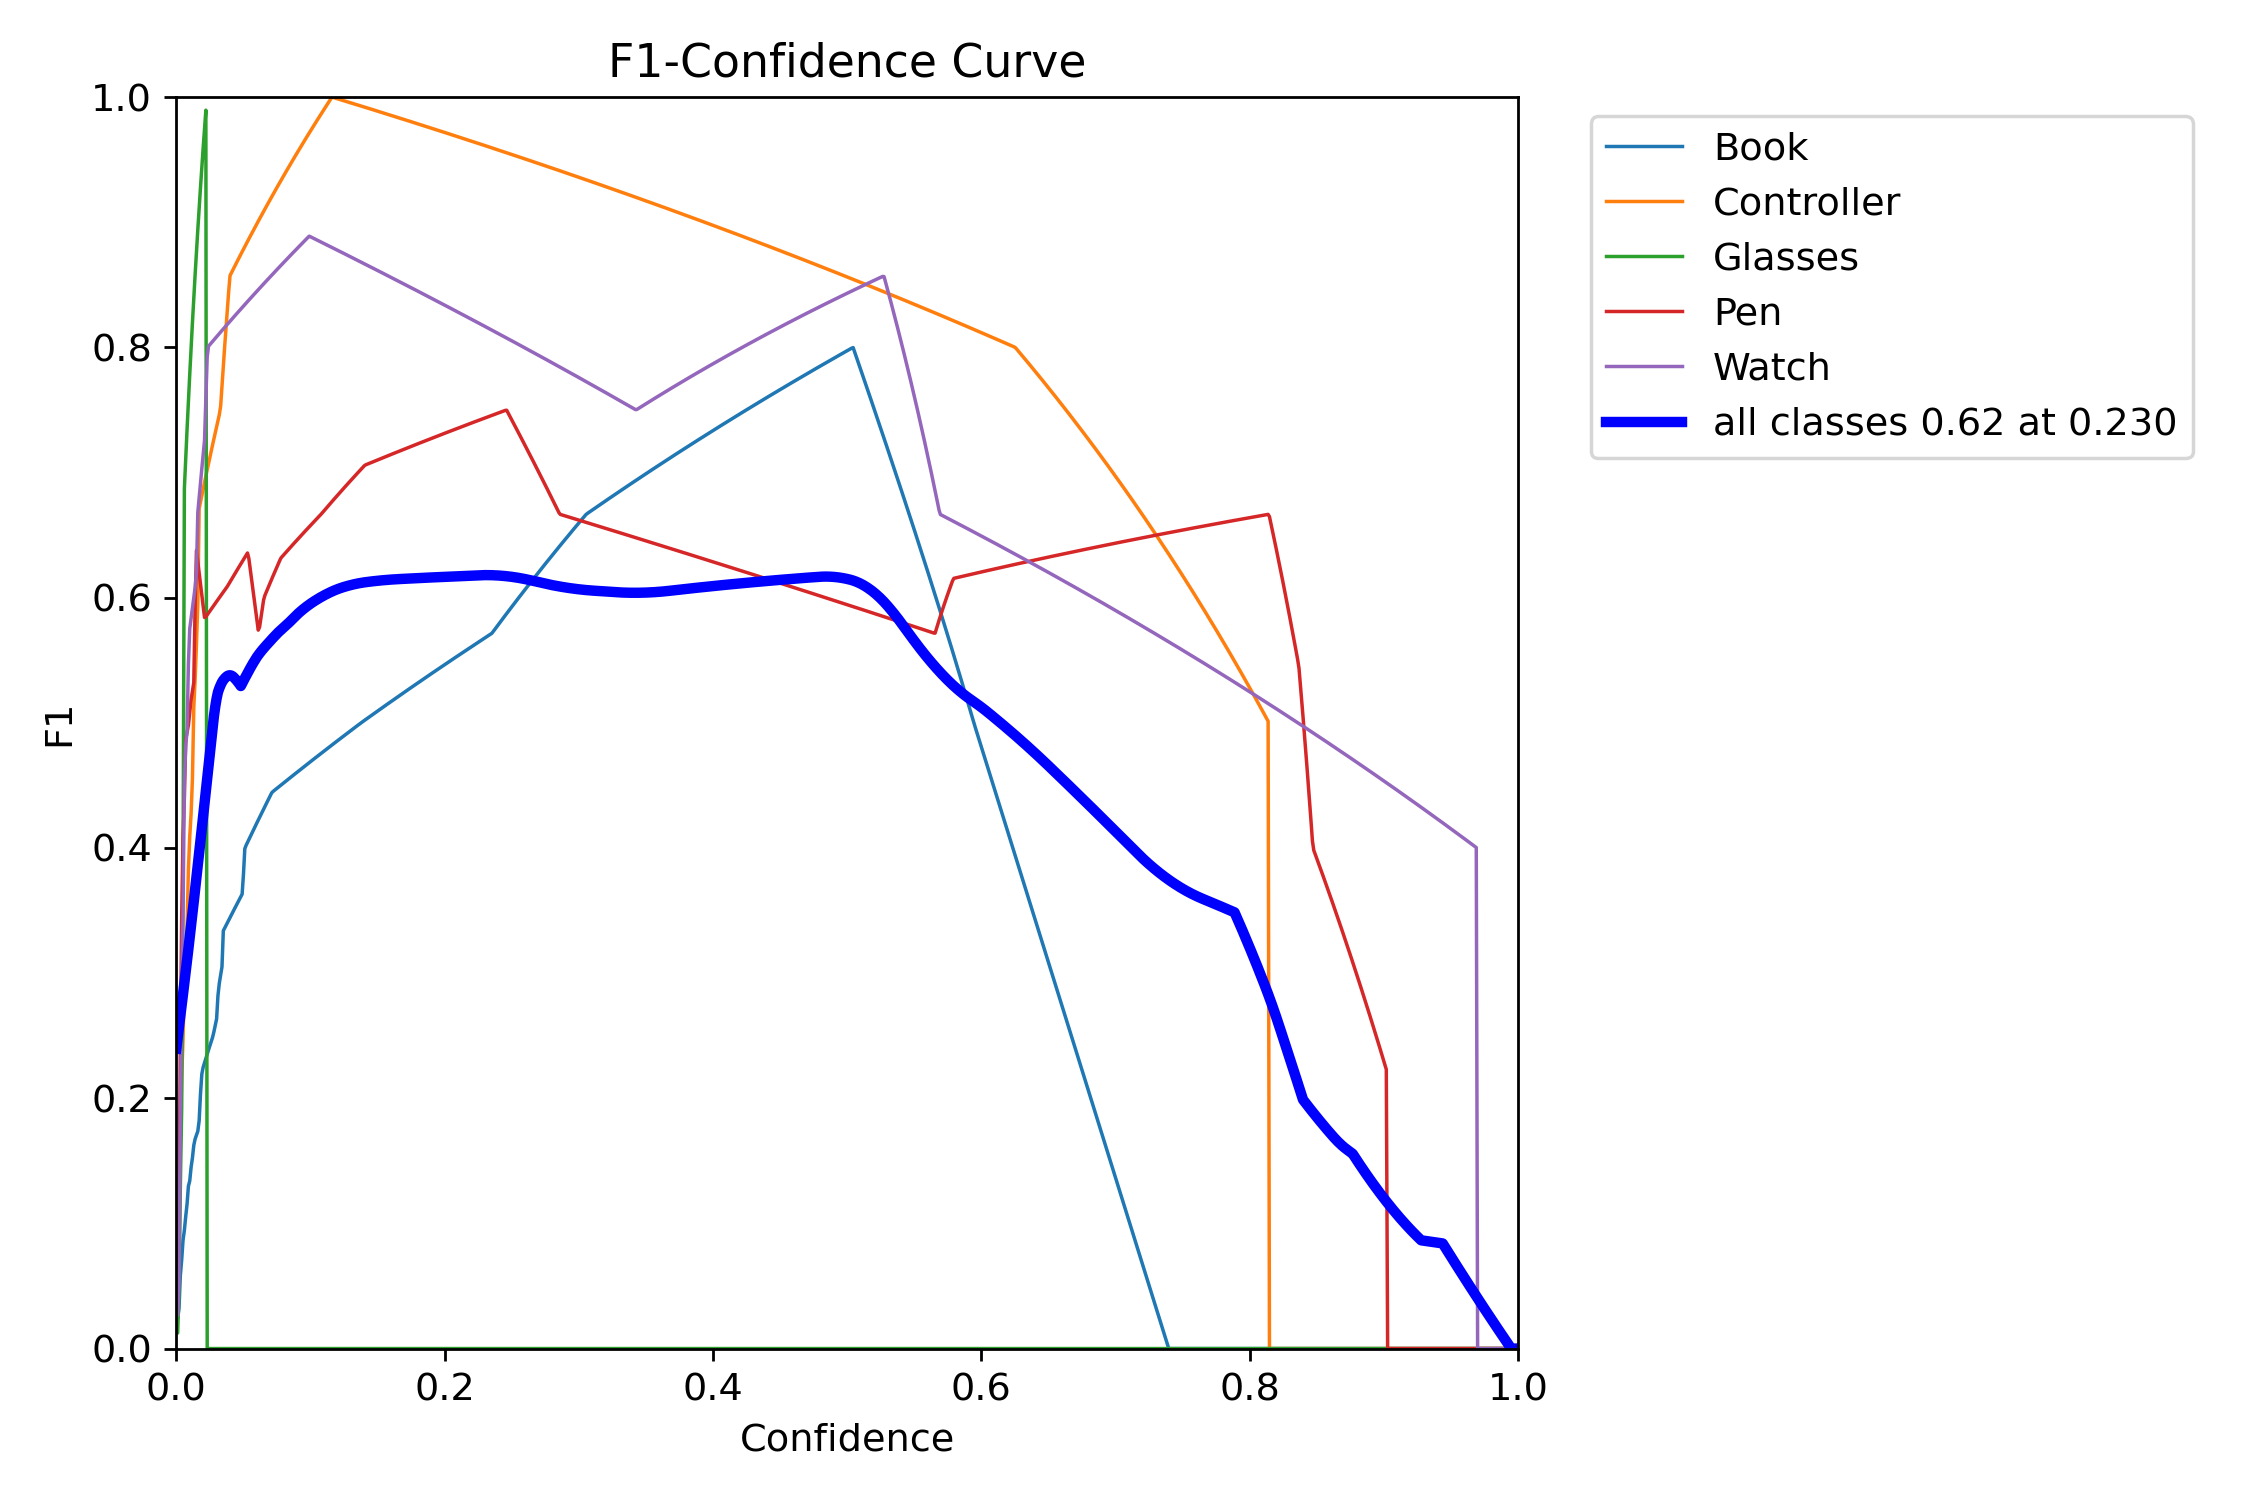 F1-Confidence Curve
1.0
0.8
0.6
0.4
0.2
0.0
F1
0.0 0.2 0.4 0.6 0.8 1.0
Confidence
Book
Controller
Glasses
Pen
Watch
all classes 0.62 at 0.230